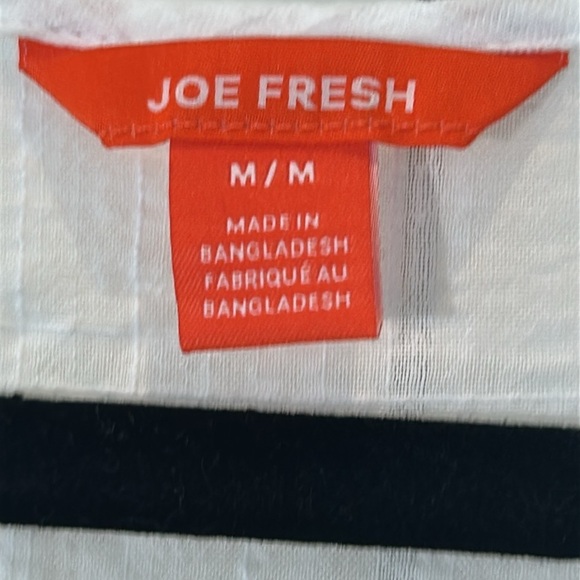 JOE FRESH
M / M
MADE IN
BANGLADESH
FABRIQUÉ AU
BANGLADESH